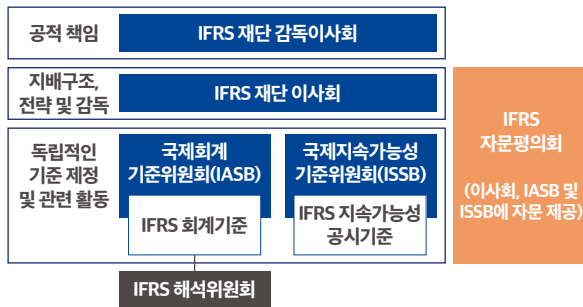 공적 책임
IFRS 재단 감독이사회
지배구조,
전략 및 감독
IFRS 재단 이사회
독립적인
기준 제정
및 관련 활동
국제회계
기준위원회(IASB)
IFRS 회계기준
국제지속가능성
기준위원회(ISSB)
IFRS 지속가능성
공시기준
IFRS 해석위원회
IFRS
자문평의회
(이사회, IASB 및
ISSB에 자문 제공)